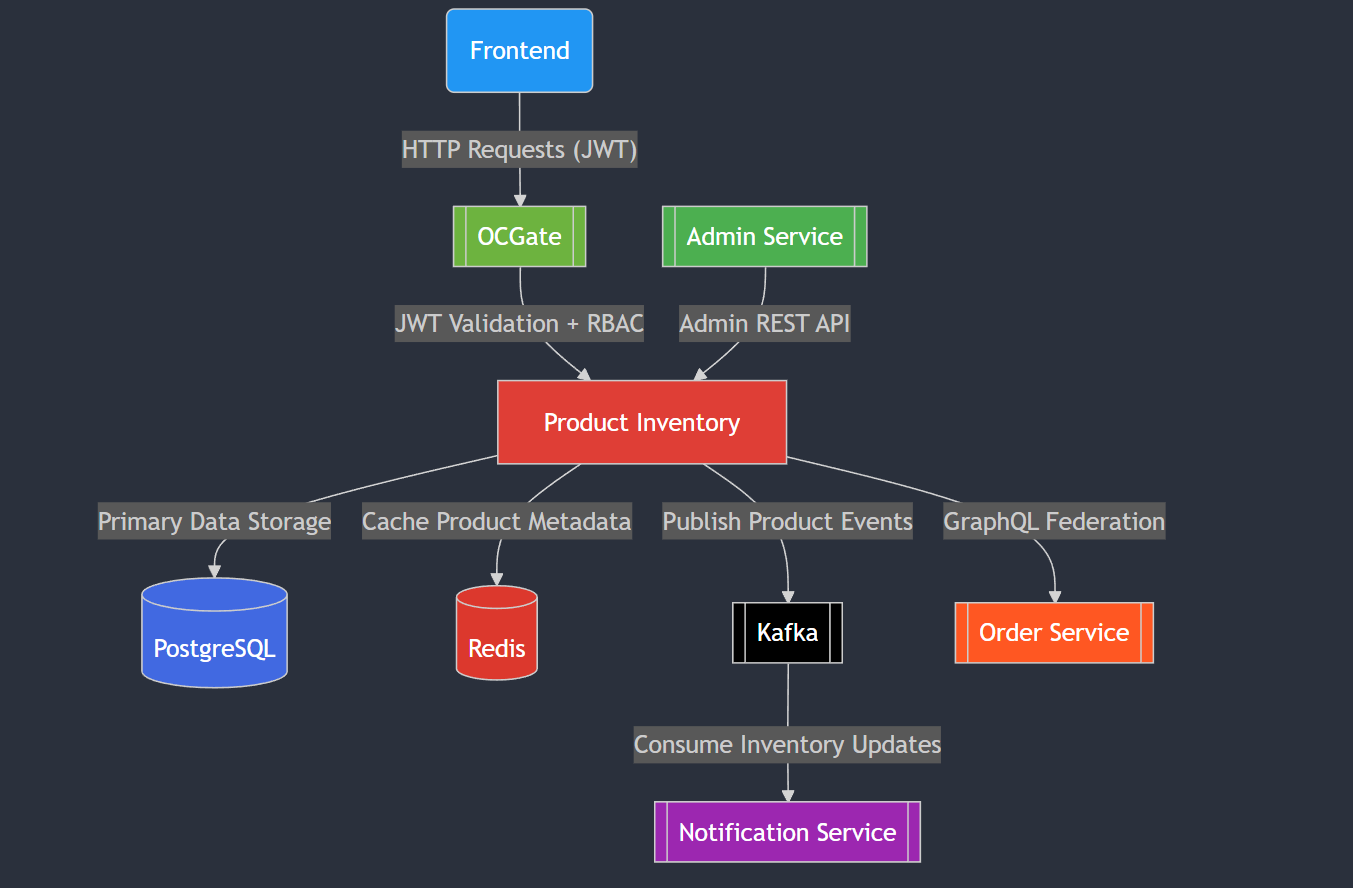 Frontend
HTTP Requests (JWT)
OCGate
Admin Service
JWT Validation + RBAC
Admin REST API
Product Inventory
Primary Data Storage
Cache Product Metadata
Publish Product Events
GraphQL Federation
PostgreSQL
Redis
Kafka
Order Service
Consume Inventory Updates
Notification Service